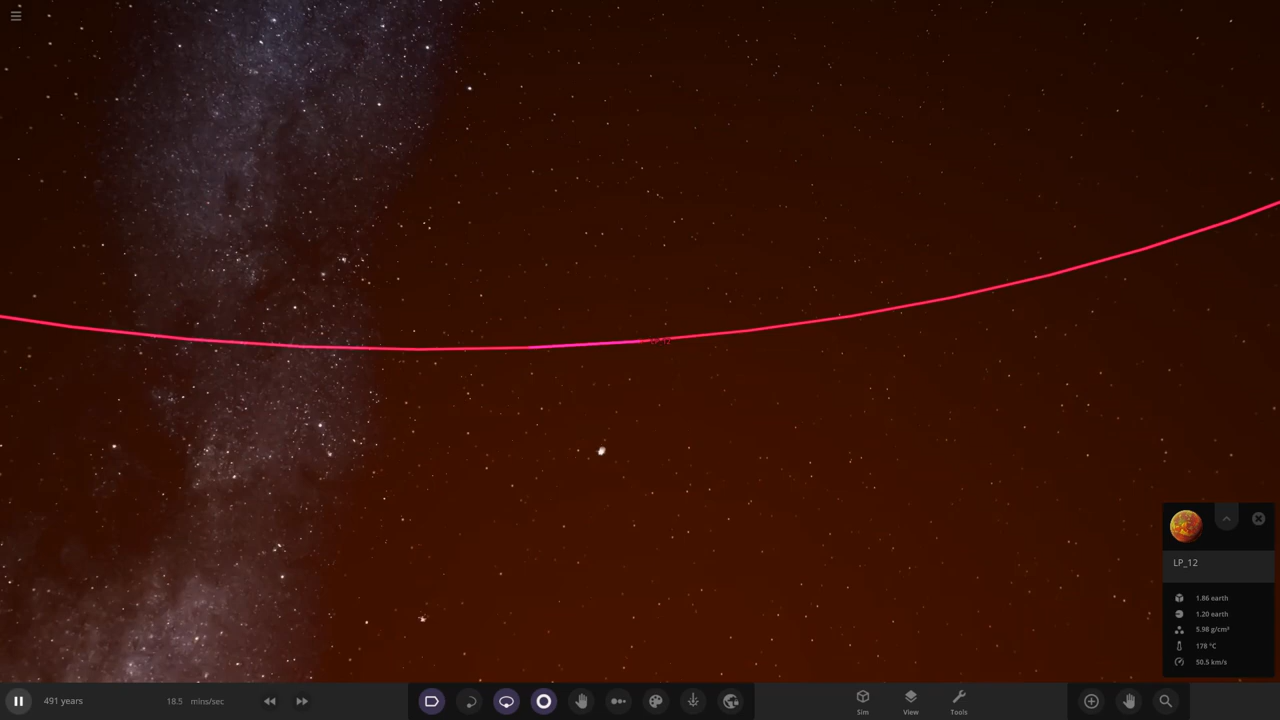 LP_12
1.86 earth
1.20 earth
5.98 g/cm³
178 °C
50.5 km/s
491 years
18.5 mins/sec
Sim
View
Tools